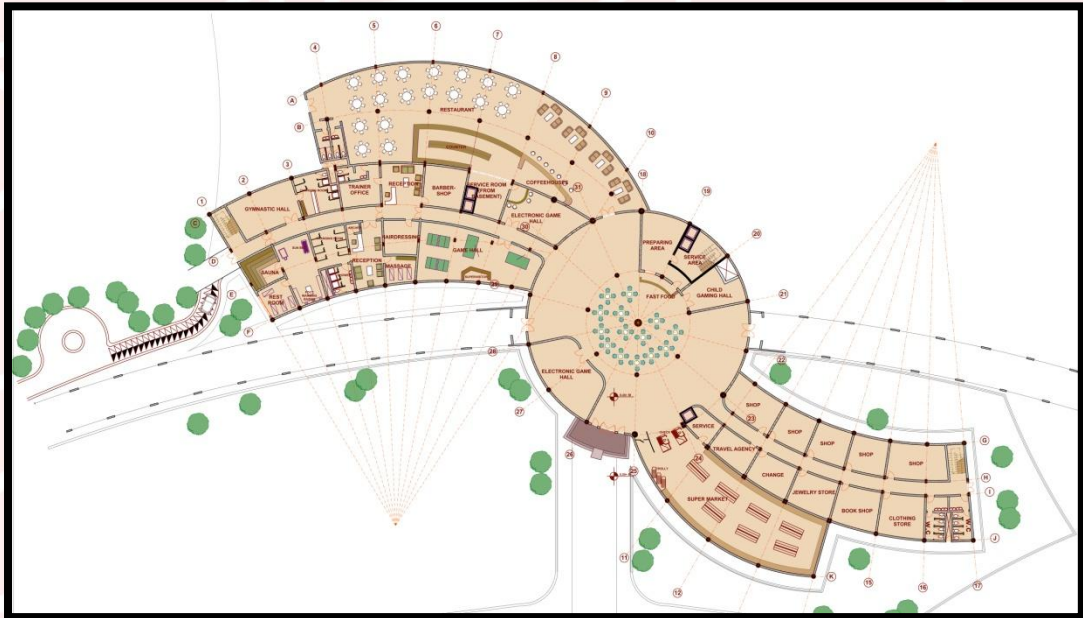 4
5
6
7
8
9
10
A
B
RESTAURANT
COUNTER
3
2
1
C
D
E
F
GYMNASTIC HALL
TRAINER
OFFICE
RECEPTION
BARBER-
SHOP
SERVICE ROOM
(FROM
BASEMENT)
COFFEEHOUSES
31
18
ELECTRONIC GAME
HALL
30
19
20
PREPARING
AREA
SERVICE
AREA
CHILD
GAMING HALL
FAST FOOD
21
SAUNA
RECEPTION
HAIRDRESSING
MASSAGE
GAME HALL
REST
ROOM
28
27
26
ELECTRONIC GAME
HALL
22
23
24
25
SERVICE
TRAVEL AGENCY
CHANGE
JEWELRY STORE
BOOK SHOP
CLOTHING
STORE
SHOP
SHOP
SHOP
SHOP
SHOP
SUPER MARKET
W.C
W.C
G
H
I
J
K
11
12
15
16
17